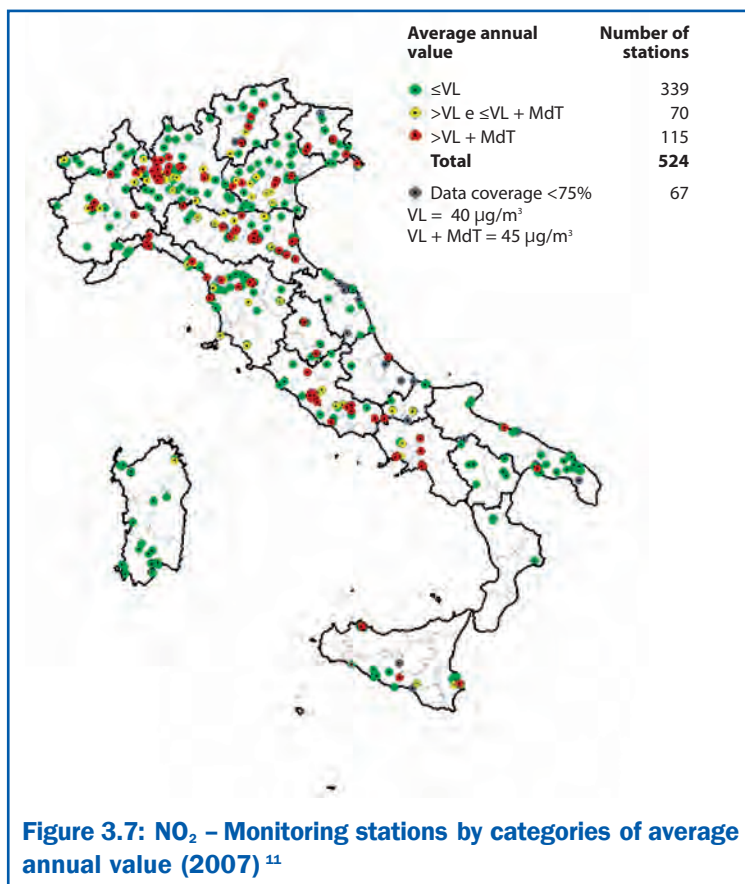 Average annual value Number of stations
≤VL 339
>VL e ≤VL + MdT 70
>VL + MdT 115
Total 524
Data coverage <75% 67
VL = 40 µg/m³
VL + MdT = 45 µg/m³
Figure 3.7: NO₂ – Monitoring stations by categories of average
annual value (2007) ¹¹